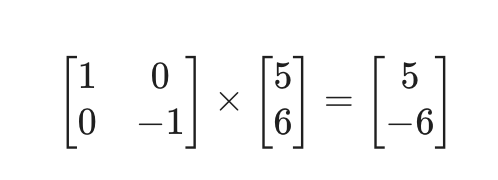 [1 0; 0 −1] × [5; 6] = [5; −6]